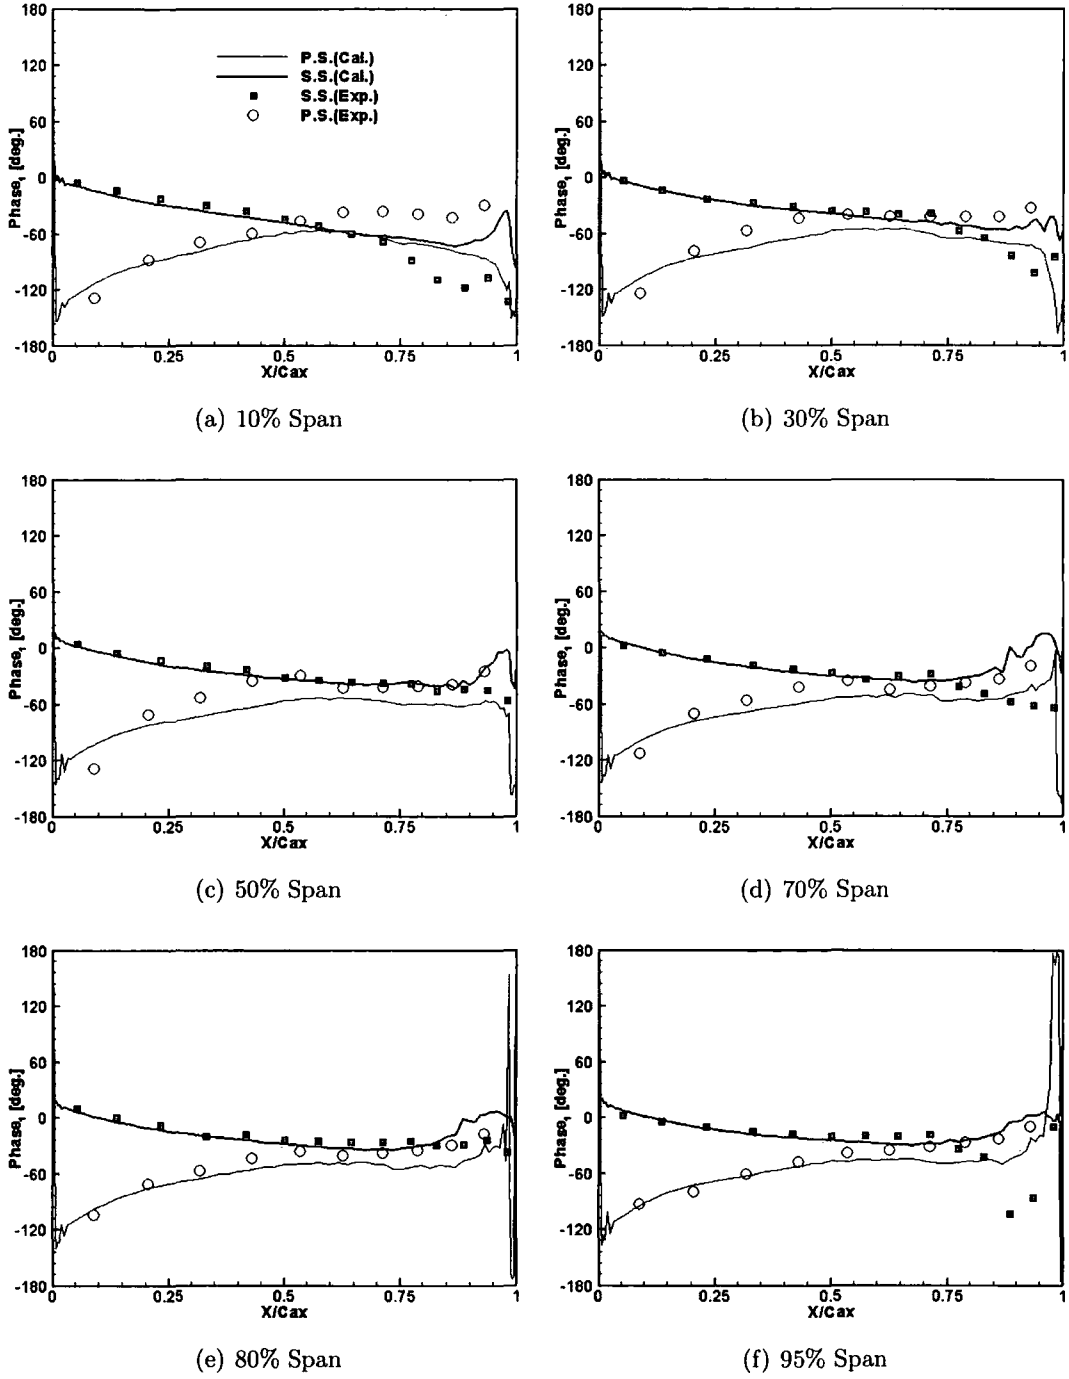 180
120
60
0
-60
-120
-180
Phase₁ [deg.]
P.S.(Cal.)
S.S.(Cal.)
S.S.(Exp.)
P.S.(Exp.)
0 0.25 0.5 0.75 1
X/Cax
(a) 10% Span
180
120
60
0
-60
-120
-180
Phase₁ [deg.]
0 0.25 0.5 0.75 1
X/Cax
(b) 30% Span
180
120
60
0
-60
-120
-180
Phase₁ [deg.]
0 0.25 0.5 0.75 1
X/Cax
(c) 50% Span
180
120
60
0
-60
-120
-180
Phase₁ [deg.]
0 0.25 0.5 0.75 1
X/Cax
(d) 70% Span
180
120
60
0
-60
-120
-180
Phase₁ [deg.]
0 0.25 0.5 0.75 1
X/Cax
(e) 80% Span
180
120
60
0
-60
-120
-180
Phase₁ [deg.]
0 0.25 0.5 0.75 1
X/Cax
(f) 95% Span